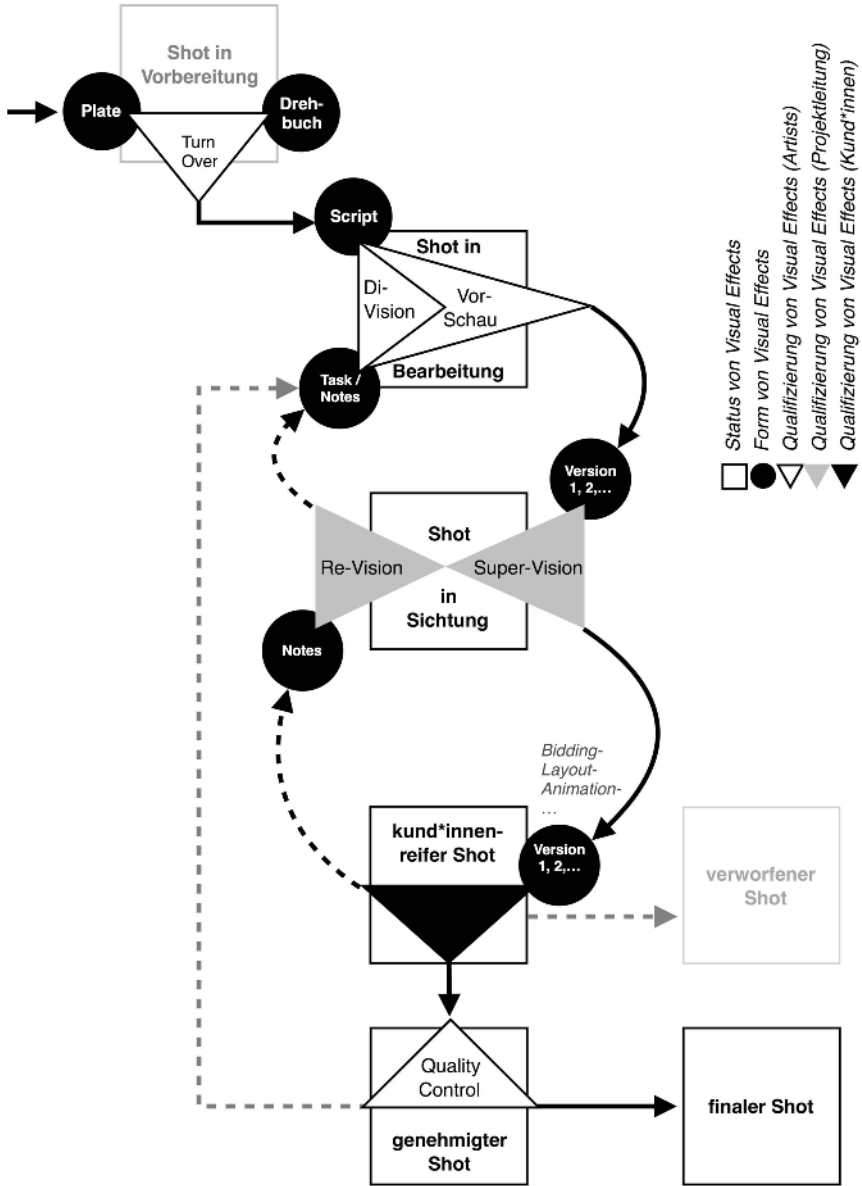 Shot in
Vorbereitung
Plate
Dreh-
buch
Turn
Over
Script
Shot in
Di-
Vision
Vor-
Schau
Bearbeitung
Task /
Notes
Version
1, 2,...
Shot
Re-Vision
Super-Vision
in
Sichtung
Notes
Bidding-
Layout-
Animation-
...
kund*innen-
reifer Shot
Version
1, 2,...
verworfener
Shot
Quality
Control
genehmigter
Shot
finaler Shot
Status von Visual Effects
Form von Visual Effects
Qualifizierung von Visual Effects (Artists)
Qualifizierung von Visual Effects (Projektleitung)
Qualifizierung von Visual Effects (Kund*innen)